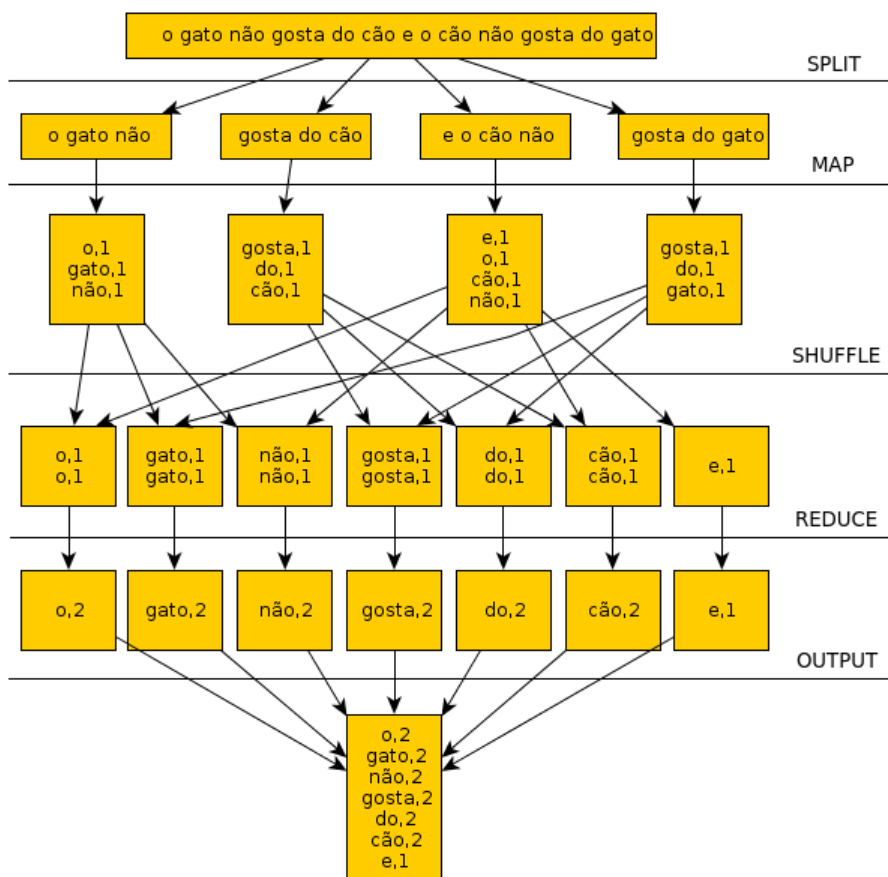 o gato não gosta do cão e o cão não gosta do gato
SPLIT
o gato não
gosta do cão
e o cão não
gosta do gato
MAP
o,1
gato,1
não,1
gosta,1
do,1
cão,1
e,1
o,1
cão,1
não,1
gosta,1
do,1
gato,1
SHUFFLE
o,1
o,1
gato,1
gato,1
não,1
não,1
gosta,1
gosta,1
do,1
do,1
cão,1
cão,1
e,1
REDUCE
o,2
gato,2
não,2
gosta,2
do,2
cão,2
e,1
OUTPUT
o,2
gato,2
não,2
gosta,2
do,2
cão,2
e,1